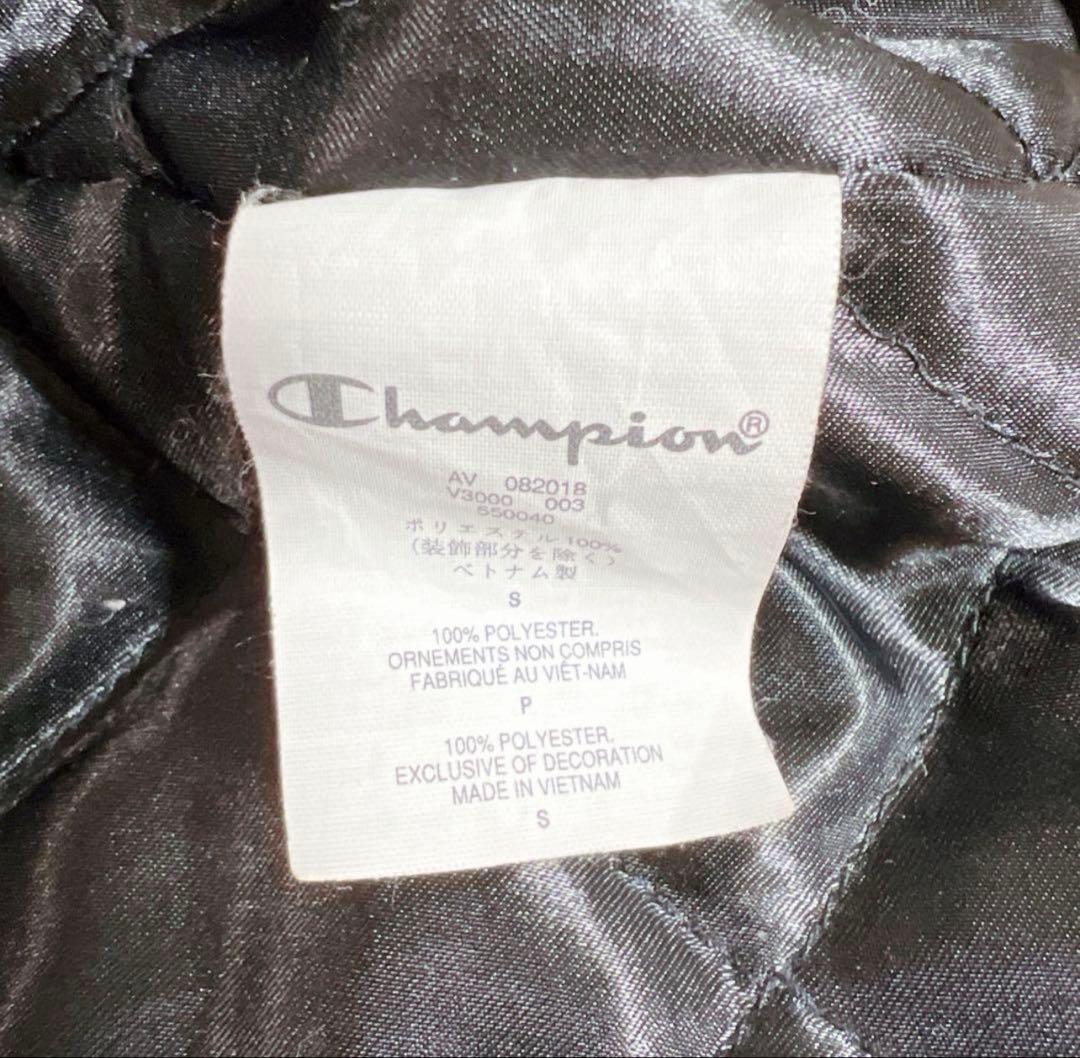 Champion®
AV 082018
V3000 003
550040
ポリエステル 100%
(装飾部分を除く)
ベトナム製
S
100% POLYESTER.
ORNEMENTS NON COMPRIS
FABRIQUÉ AU VIÊT-NAM
P
100% POLYESTER.
EXCLUSIVE OF DECORATION
MADE IN VIETNAM
S